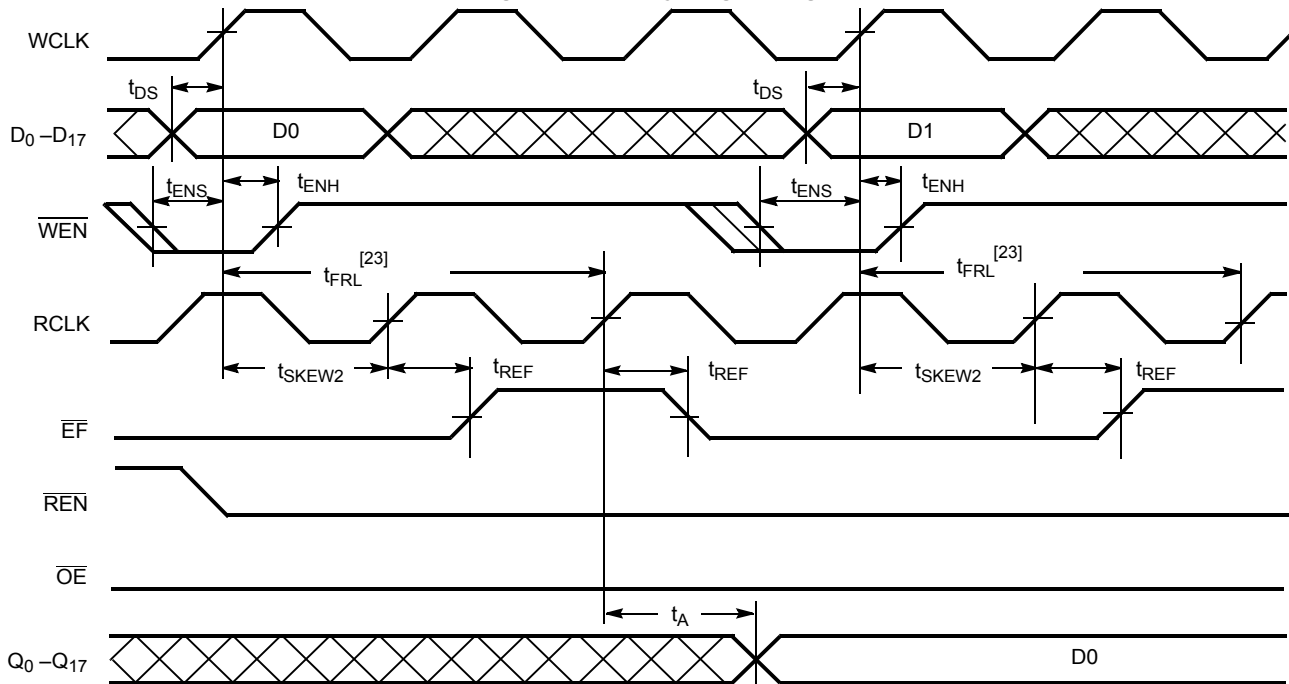 WCLK
tDS tDS
D0 –D17 D0 D1
tENS tENH tENS tENH
WEN
tFRL[23] tFRL[23]
RCLK
tSKEW2 tREF tREF tSKEW2 tREF
EF
REN
OE
tA
Q0 –Q17 D0